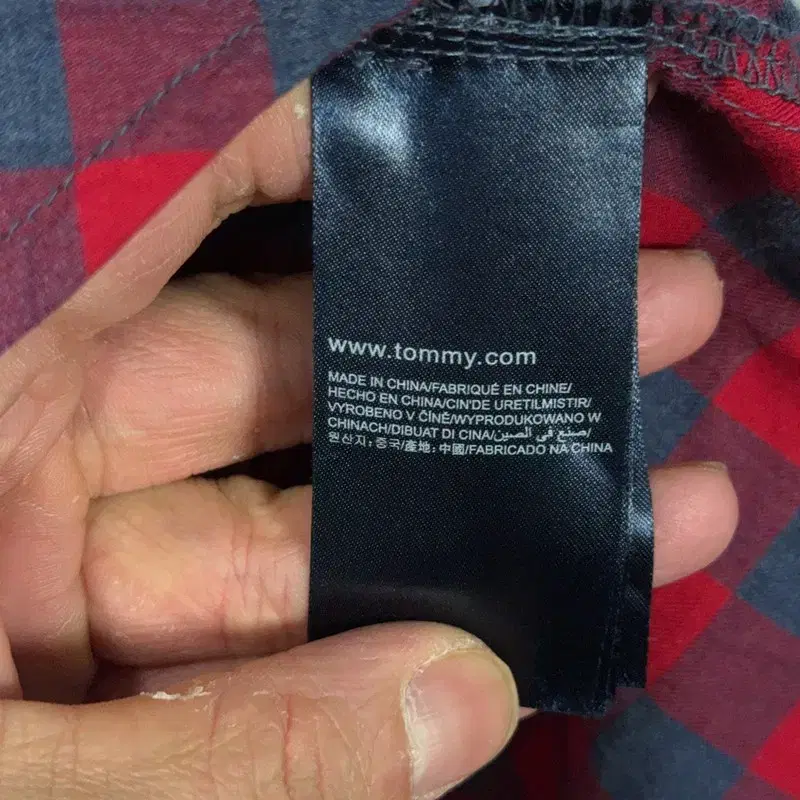 www.tommy.com
MADE IN CHINA/FABRIQUÉ EN CHINE/
HECHO EN CHINA/CIN'DE URETILMISTIR/
VYROBENO V ČÍNĚ/WYPRODUKOWANO W
CHINACH/DIBUAT DI CINA/صنع في الصين/
원산지: 중국/產地: 中國/FABRICADO NA CHINA